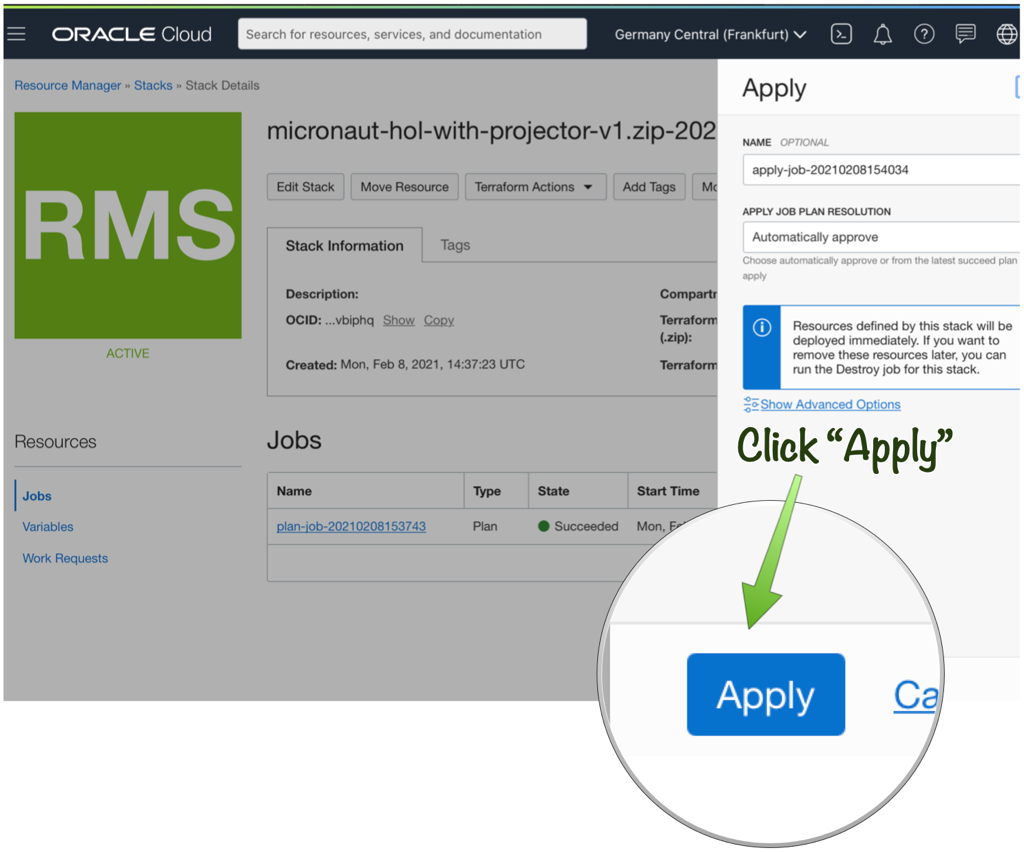 ORACLE Cloud
Search for resources, services, and documentation
Germany Central (Frankfurt)
Resource Manager » Stacks » Stack Details
RMS
ACTIVE
micronaut-hol-with-projector-v1.zip-202
Edit Stack
Move Resource
Terraform Actions
Add Tags
Mo
Stack Information
Tags
Description:
OCID: ...vbiphq Show Copy
Created: Mon, Feb 8, 2021, 14:37:23 UTC
Compartm
Terraform
(.zip):
Terraform
Resources
Jobs
Variables
Work Requests
Jobs
Name Type State Start Time
plan-job-20210208153743 Plan Succeeded Mon, Fe
Apply
NAME OPTIONAL
apply-job-20210208154034
APPLY JOB PLAN RESOLUTION
Automatically approve
Choose automatically approve or from the latest succeed plan
apply
Resources defined by this stack will be
deployed immediately. If you want to
remove these resources later, you can
run the Destroy job for this stack.
Show Advanced Options
Click “Apply”
Apply
Ca